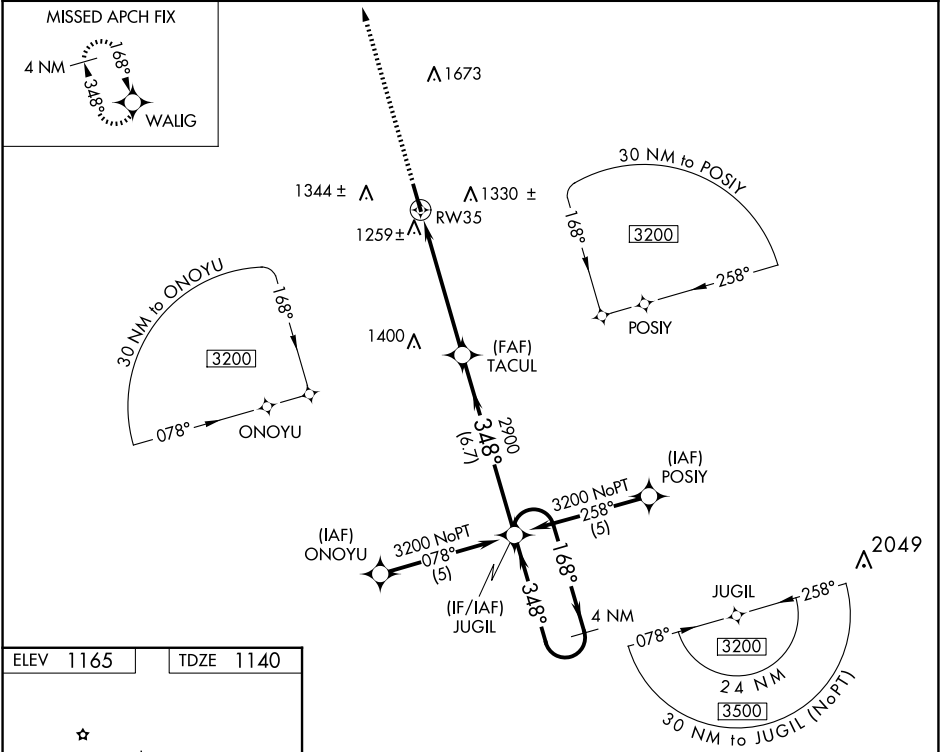 MISSED APCH FIX
4 NM
168°
348°
WALIG
1673
1344 ±
1330 ±
RW35
1259 ±
30 NM to POSIY
168°
3200
258°
POSIY
30 NM to ONOYU
168°
3200
078°
ONOYU
1400
(FAF)
TACUL
2900
348°
(6.7)
(IAF)
POSIY
3200 NoPT
258°
(5)
(IAF)
ONOYU
3200 NoPT
078°
(5)
(IF/IAF)
JUGIL
168°
348°
4 NM
2049
JUGIL
078°
258°
3200
24 NM
3500
30 NM to JUGIL (NoPT)
ELEV 1165
TDZE 1140